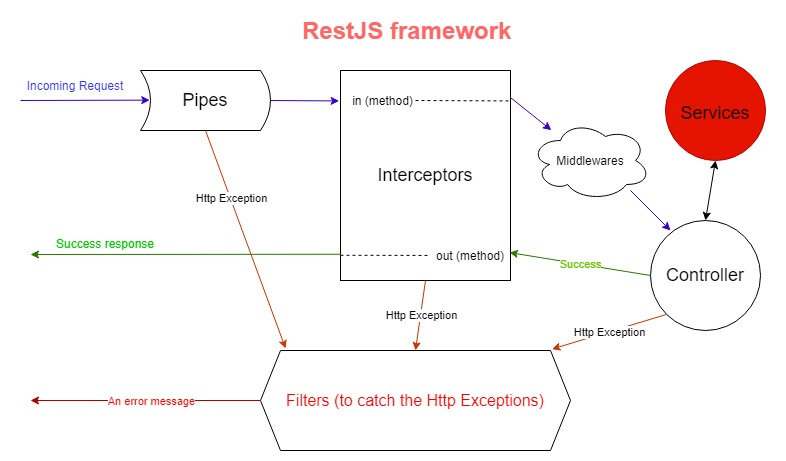 RestJS framework
Incoming Request
Pipes
in (method)
Services
Middlewares
Interceptors
Http Exception
Success response
out (method)
Success
Controller
Http Exception
Http Exception
Filters (to catch the Http Exceptions)
An error message